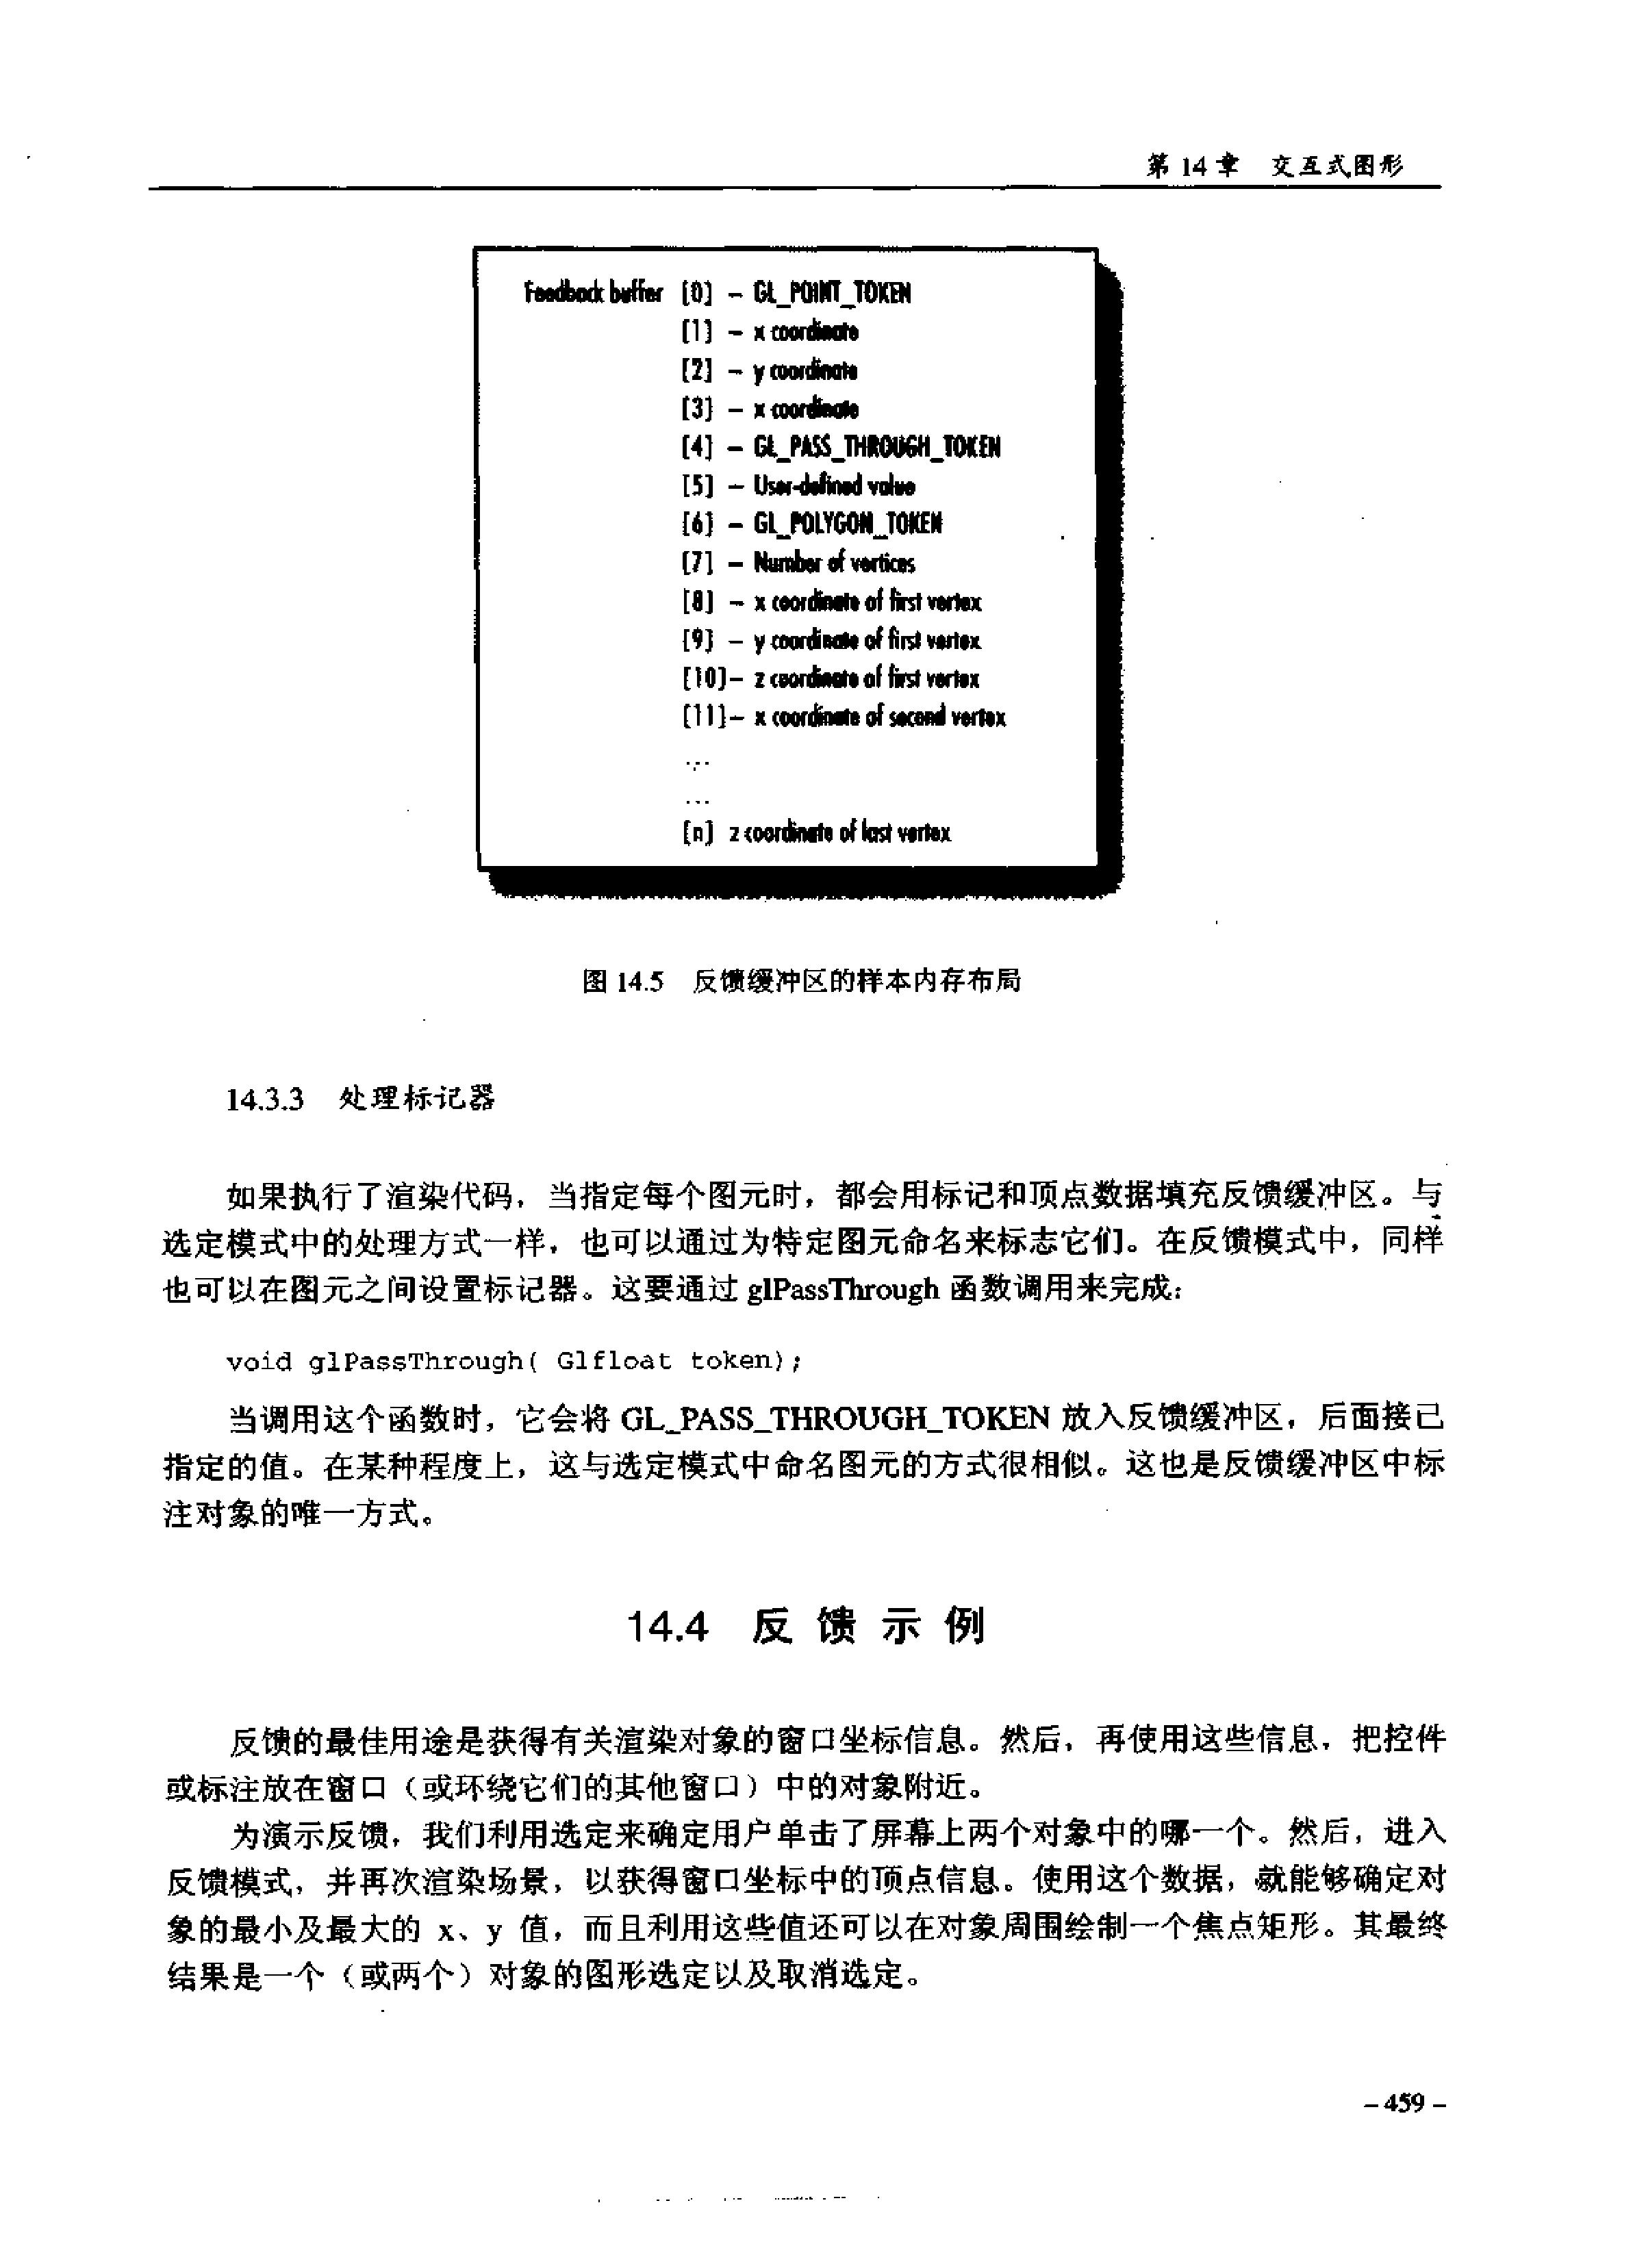 第 14 章　交互式图形
Feedback buffer [0] – GL_POINT_TOKEN
[1] – x coordinate
[2] – y coordinate
[3] – x coordinate
[4] – GL_PASS_THROUGH_TOKEN
[5] – User-defined value
[6] – GL_POLYGON_TOKEN
[7] – Number of vertices
[8] – x coordinate of first vertex
[9] – y coordinate of first vertex
[10]– z coordinate of first vertex
[11]– x coordinate of second vertex
...
...
[n] z coordinate of last vertex
图 14.5　反馈缓冲区的样本内存布局
14.3.3　处理标记器
如果执行了渲染代码，当指定每个图元时，都会用标记和顶点数据填充反馈缓冲区。与
选定模式中的处理方式一样，也可以通过为特定图元命名来标志它们。在反馈模式中，同样
也可以在图元之间设置标记器。这要通过 glPassThrough 函数调用来完成：
void glPassThrough( Glfloat token);
当调用这个函数时，它会将 GL_PASS_THROUGH_TOKEN 放入反馈缓冲区，后面接已
指定的值。在某种程度上，这与选定模式中命名图元的方式很相似。这也是反馈缓冲区中标
注对象的唯一方式。
14.4　反 馈 示 例
反馈的最佳用途是获得有关渲染对象的窗口坐标信息。然后，再使用这些信息，把控件
或标注放在窗口（或环绕它们的其他窗口）中的对象附近。
为演示反馈，我们利用选定来确定用户单击了屏幕上两个对象中的哪一个。然后，进入
反馈模式，并再次渲染场景，以获得窗口坐标中的顶点信息。使用这个数据，就能够确定对
象的最小及最大的 x、y 值，而且利用这些值还可以在对象周围绘制一个焦点矩形。其最终
结果是一个（或两个）对象的图形选定以及取消选定。
– 459 –